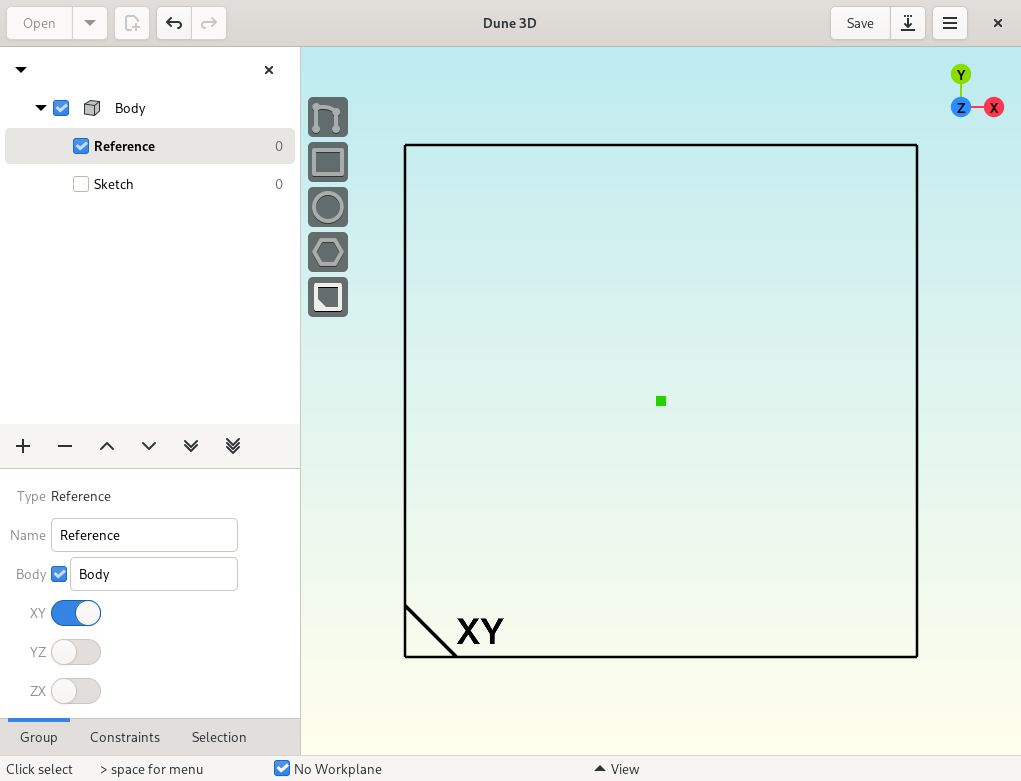 Open
Dune 3D
Save
Body
Reference 0
Sketch 0
Type Reference
Name Reference
Body Body
XY
YZ
ZX
Group Constraints Selection
Click select > space for menu No Workplane View
Y
Z X
XY